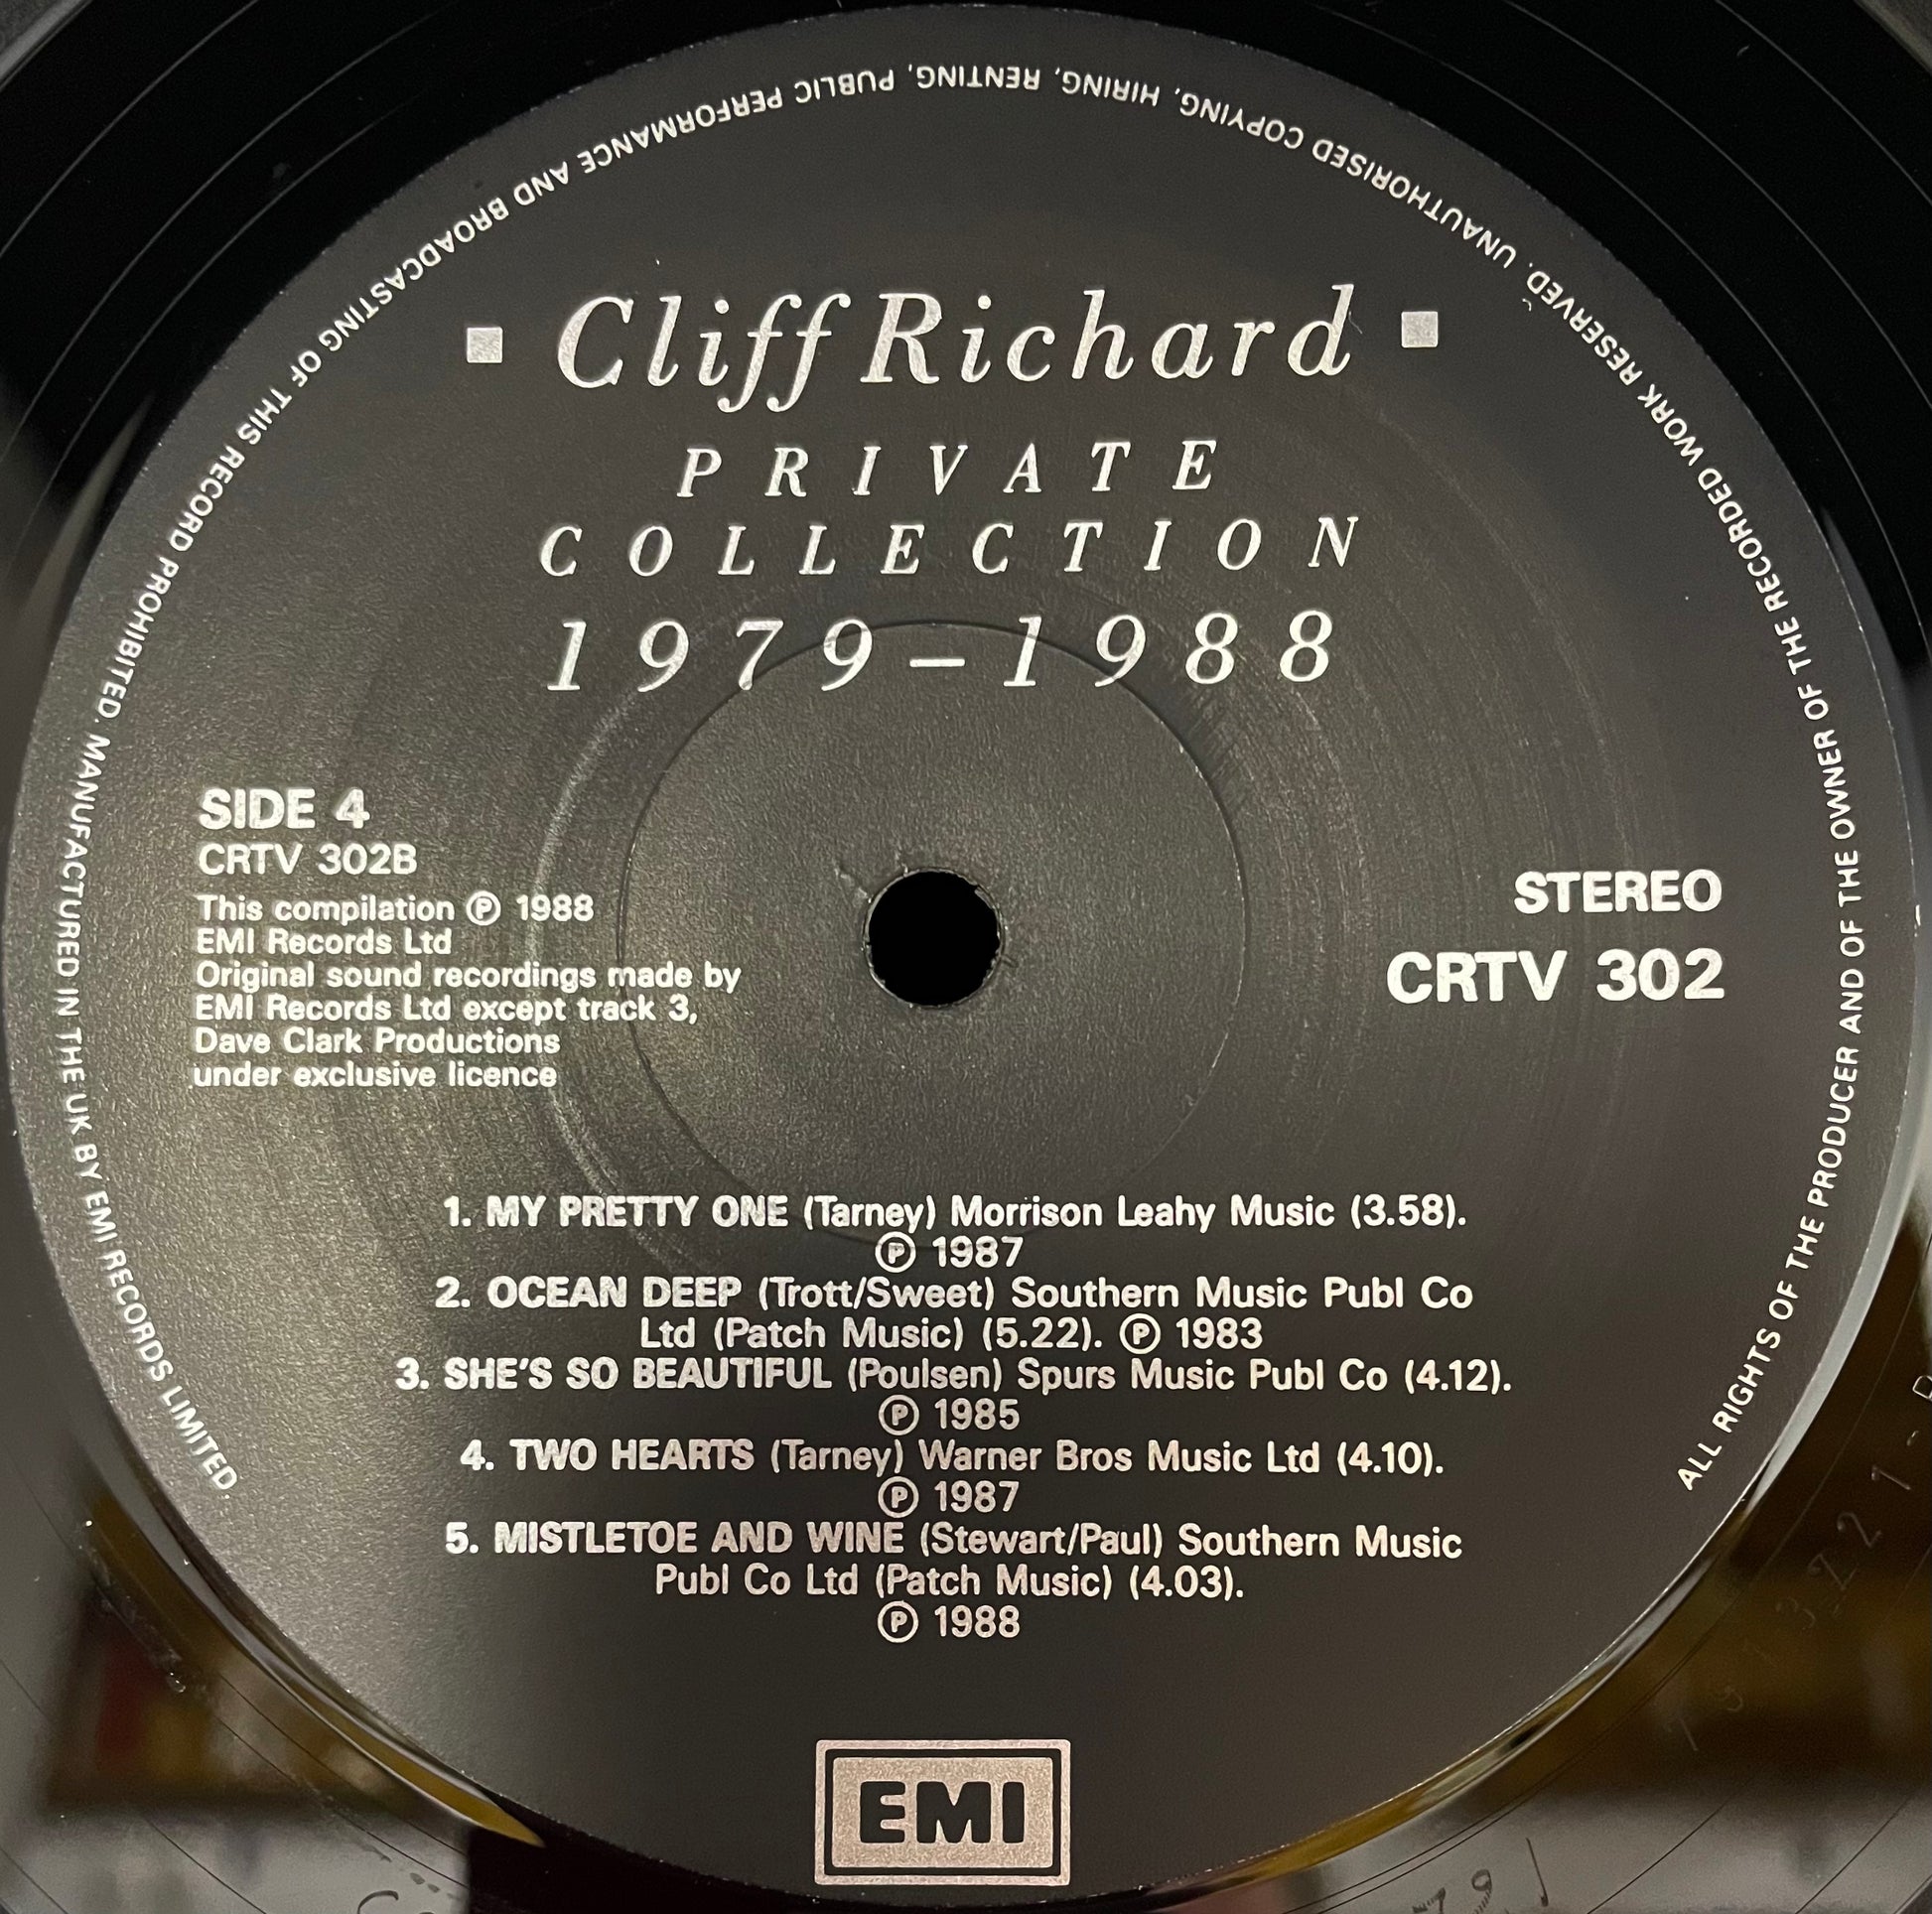 ALL RIGHTS OF THE PRODUCER AND OF THE OWNER OF THE RECORDED WORK RESERVED. UNAUTHORISED COPYING, HIRING, RENTING, PUBLIC PERFORMANCE AND BROADCASTING OF THIS RECORD PROHIBITED. MANUFACTURED IN THE UK BY EMI RECORDS LIMITED.
▪ Cliff Richard ▪
PRIVATE
COLLECTION
1979–1988
SIDE 4
CRTV 302B
This compilation ℗ 1988
EMI Records Ltd
Original sound recordings made by
EMI Records Ltd except track 3,
Dave Clark Productions
under exclusive licence
STEREO
CRTV 302
1. MY PRETTY ONE (Tarney) Morrison Leahy Music (3.58).
℗ 1987
2. OCEAN DEEP (Trott/Sweet) Southern Music Publ Co
Ltd (Patch Music) (5.22). ℗ 1983
3. SHE'S SO BEAUTIFUL (Poulsen) Spurs Music Publ Co (4.12).
℗ 1985
4. TWO HEARTS (Tarney) Warner Bros Music Ltd (4.10).
℗ 1987
5. MISTLETOE AND WINE (Stewart/Paul) Southern Music
Publ Co Ltd (Patch Music) (4.03).
℗ 1988
EMI